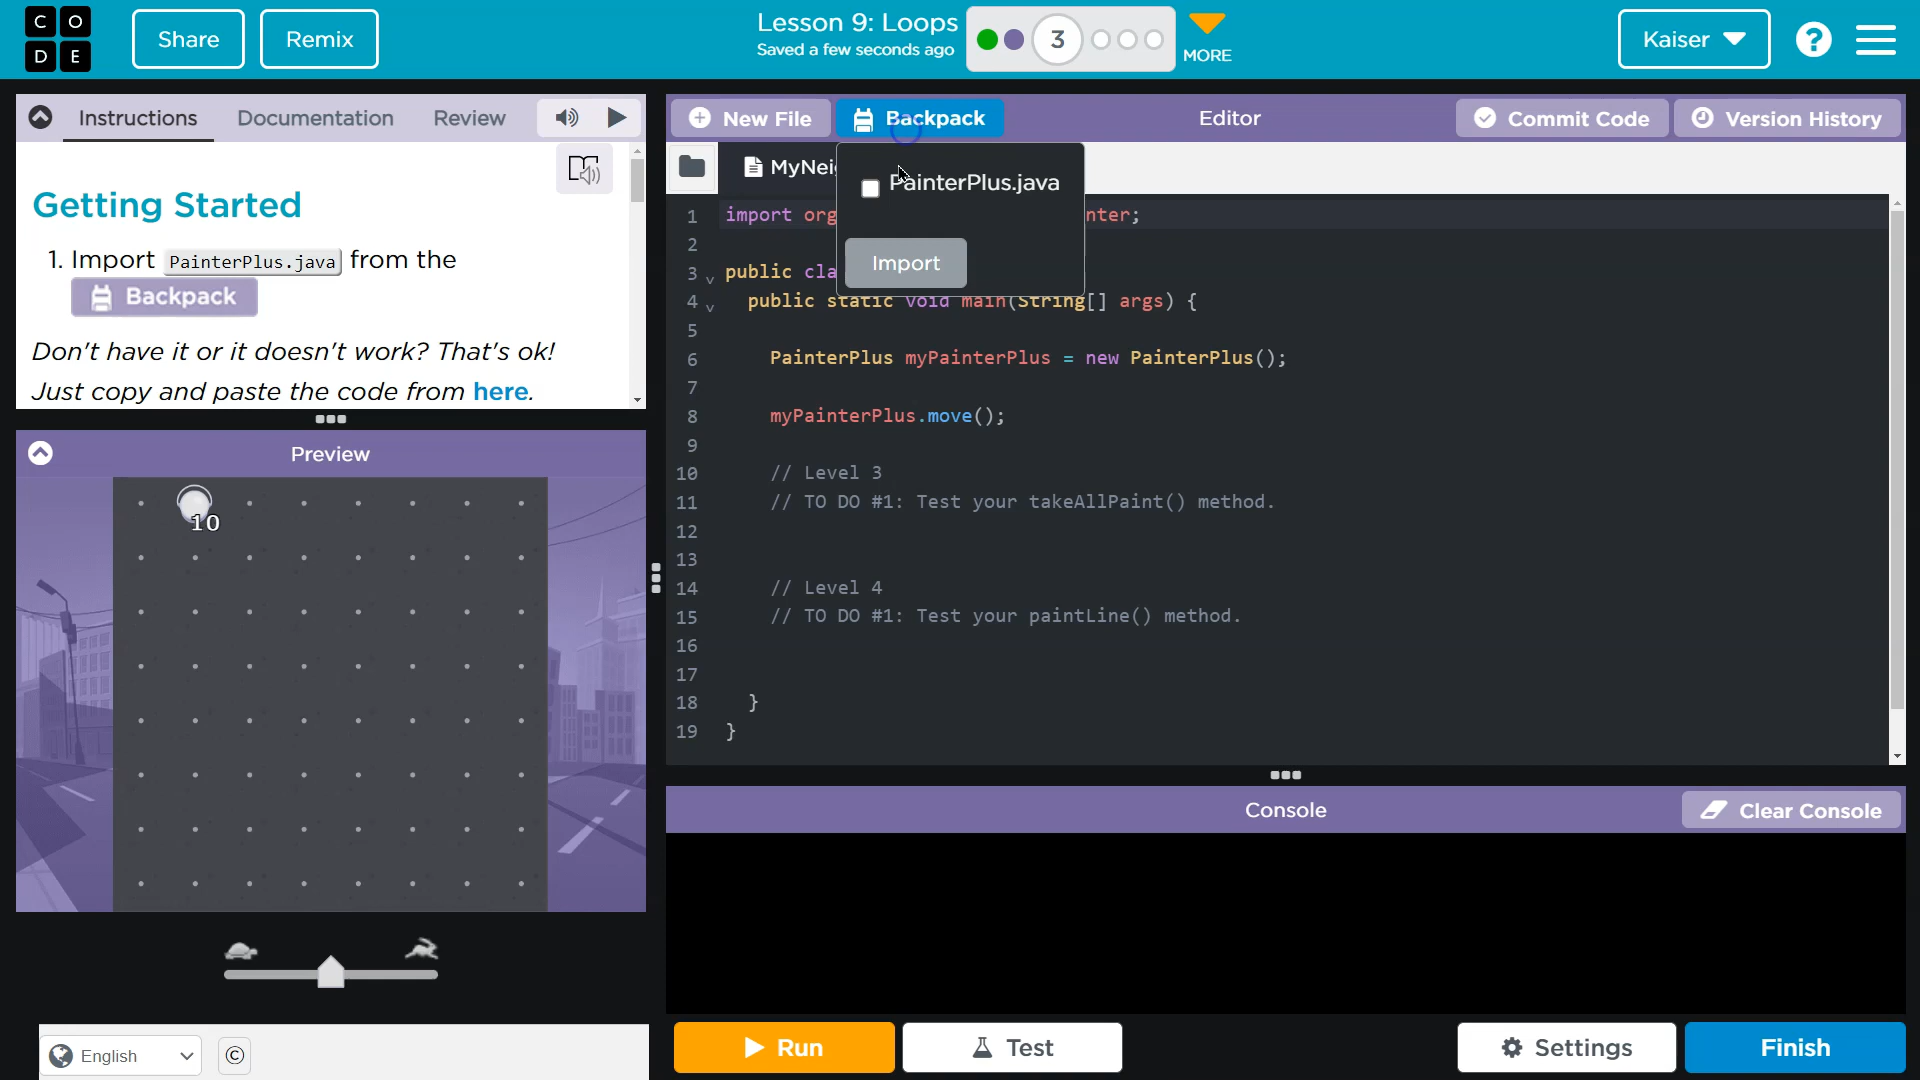 C O D E
Share
Remix
Lesson 9: Loops
Saved a few seconds ago
3
MORE
Kaiser
?
Instructions
Documentation
Review
Getting Started
1. Import PainterPlus.java from the
Backpack
Don't have it or it doesn't work? That's ok!
Just copy and paste the code from here.
Preview
10
English
©
New File
Backpack
Editor
Commit Code
Version History
MyNei
PainterPlus.java
Import
1 import org nter;
2
3 public cla
4 public static void main(String[] args) {
5
6 PainterPlus myPainterPlus = new PainterPlus();
7
8 myPainterPlus.move();
9
10 // Level 3
11 // TO DO #1: Test your takeAllPaint() method.
12
13
14 // Level 4
15 // TO DO #1: Test your paintLine() method.
16
17
18 }
19 }
Console
Clear Console
Run
Test
Settings
Finish